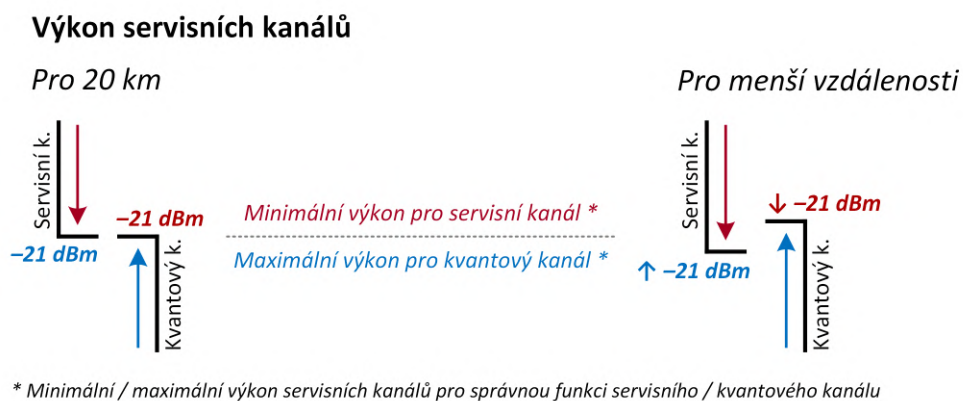 Výkon servisních kanálů
Pro 20 km
Pro menší vzdálenosti
Servisní k.
–21 dBm
–21 dBm
Kvantový k.
Minimální výkon pro servisní kanál *
Maximální výkon pro kvantový kanál *
Servisní k.
↓ –21 dBm
↑ –21 dBm
Kvantový k.
* Minimální / maximální výkon servisních kanálů pro správnou funkci servisního / kvantového kanálu